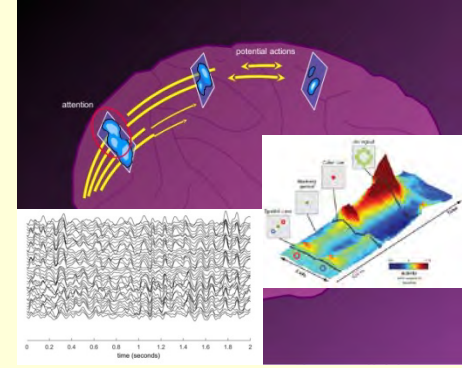 potential actions
attention
Go signal
Color cue
Memory
period
Spatial cues
0 0.2 0.4 0.6 0.8 1 1.2 1.4 1.6 1.8 2
time (seconds)